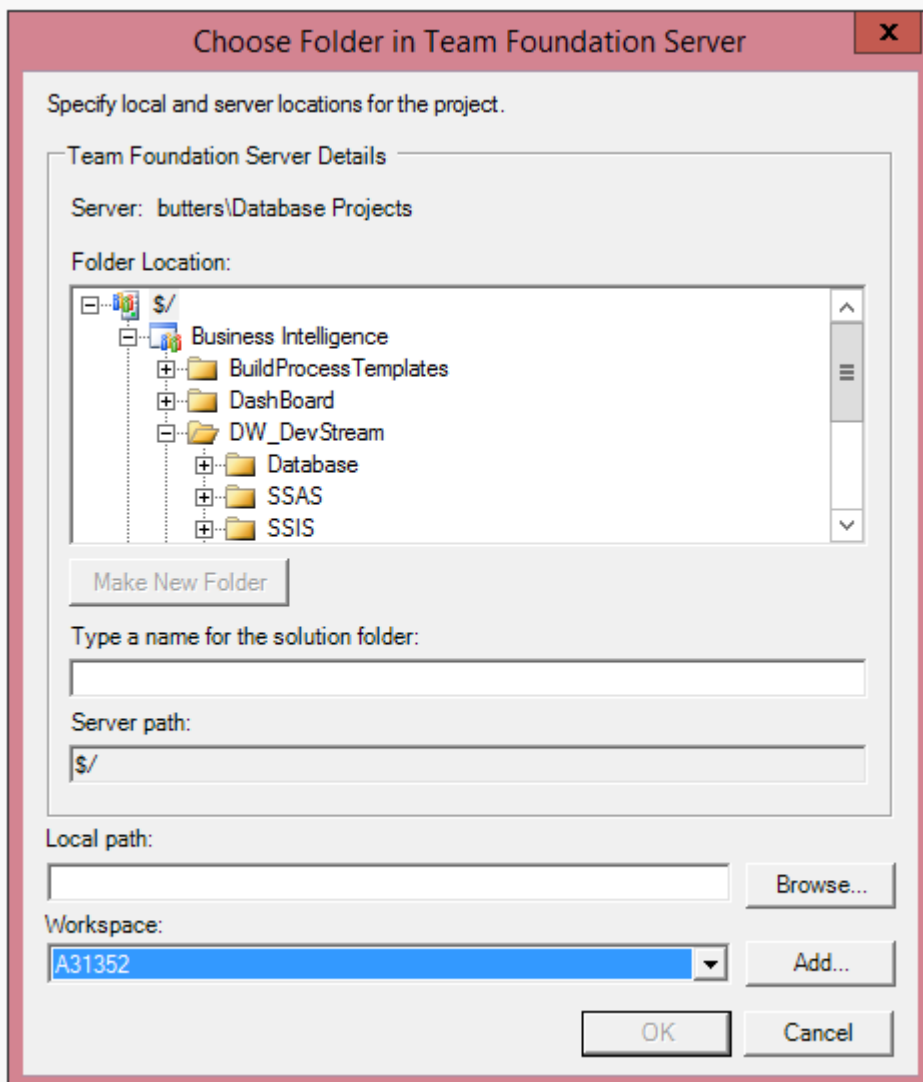 Choose Folder in Team Foundation Server
x
Specify local and server locations for the project.
Team Foundation Server Details
Server: butters\Database Projects
Folder Location:
$/
Business Intelligence
BuildProcessTemplates
DashBoard
DW_DevStream
Database
SSAS
SSIS
Make New Folder
Type a name for the solution folder:
Server path:
$/
Local path:
Browse...
Workspace:
A31352
Add...
OK
Cancel